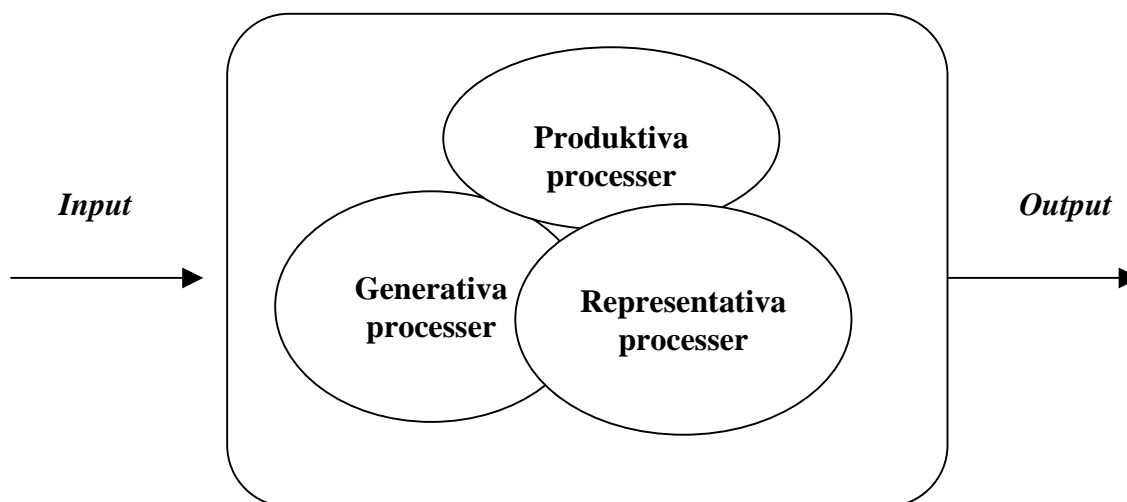 Produktiva
processer
Input
Output
Generativa
processer
Representativa
processer